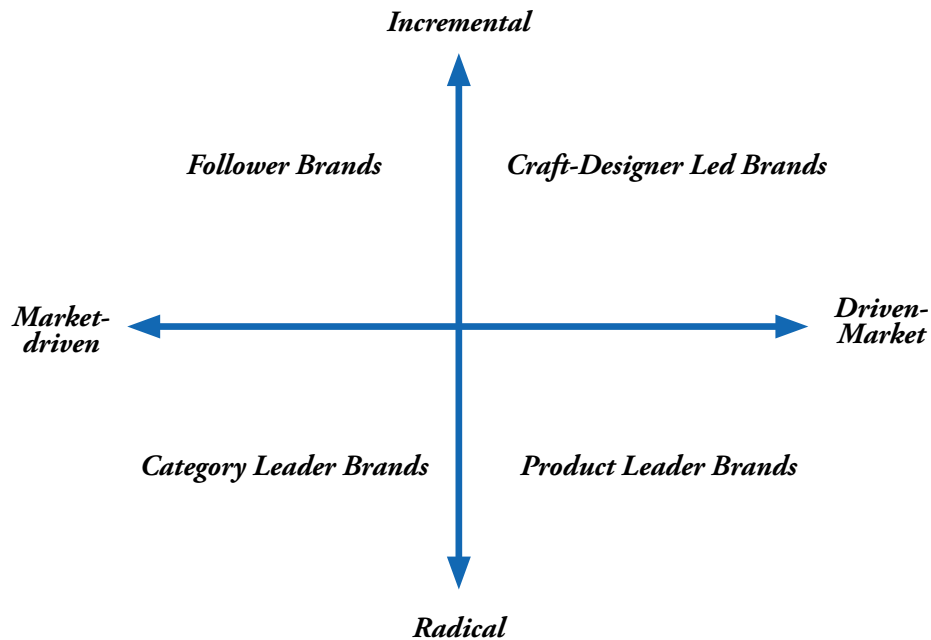 Incremental
Follower Brands
Craft-Designer Led Brands
Market-
driven
Driven-
Market
Category Leader Brands
Product Leader Brands
Radical